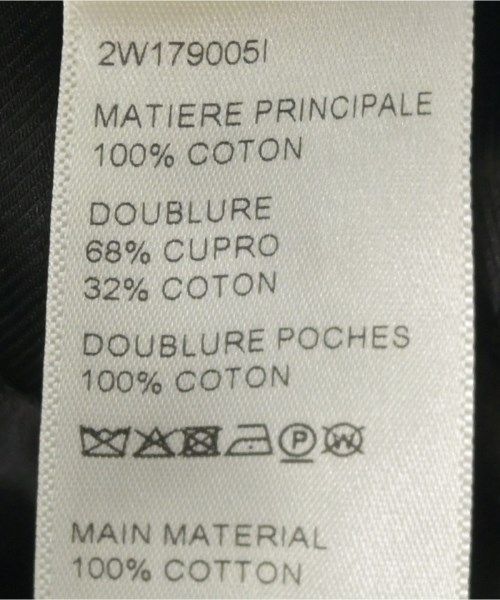 2W179005I
MATIERE PRINCIPALE
100% COTON
DOUBLURE
68% CUPRO
32% COTON
DOUBLURE POCHES
100% COTON
P W
MAIN MATERIAL
100% COTTON